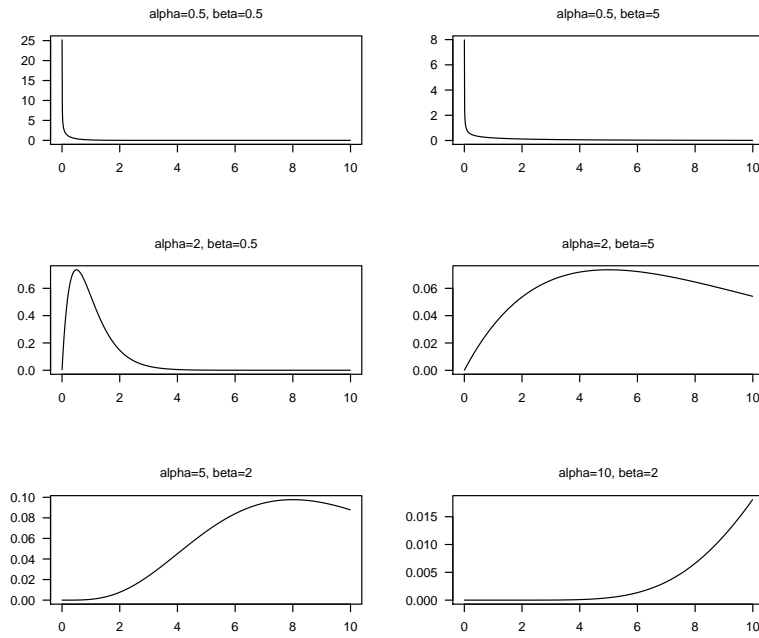 alpha=0.5, beta=0.5
25
20
15
10
5
0
0 2 4 6 8 10
alpha=0.5, beta=5
8
6
4
2
0
0 2 4 6 8 10
alpha=2, beta=0.5
0.6
0.4
0.2
0.0
0 2 4 6 8 10
alpha=2, beta=5
0.06
0.04
0.02
0.00
0 2 4 6 8 10
alpha=5, beta=2
0.10
0.08
0.06
0.04
0.02
0.00
0 2 4 6 8 10
alpha=10, beta=2
0.015
0.010
0.005
0.000
0 2 4 6 8 10